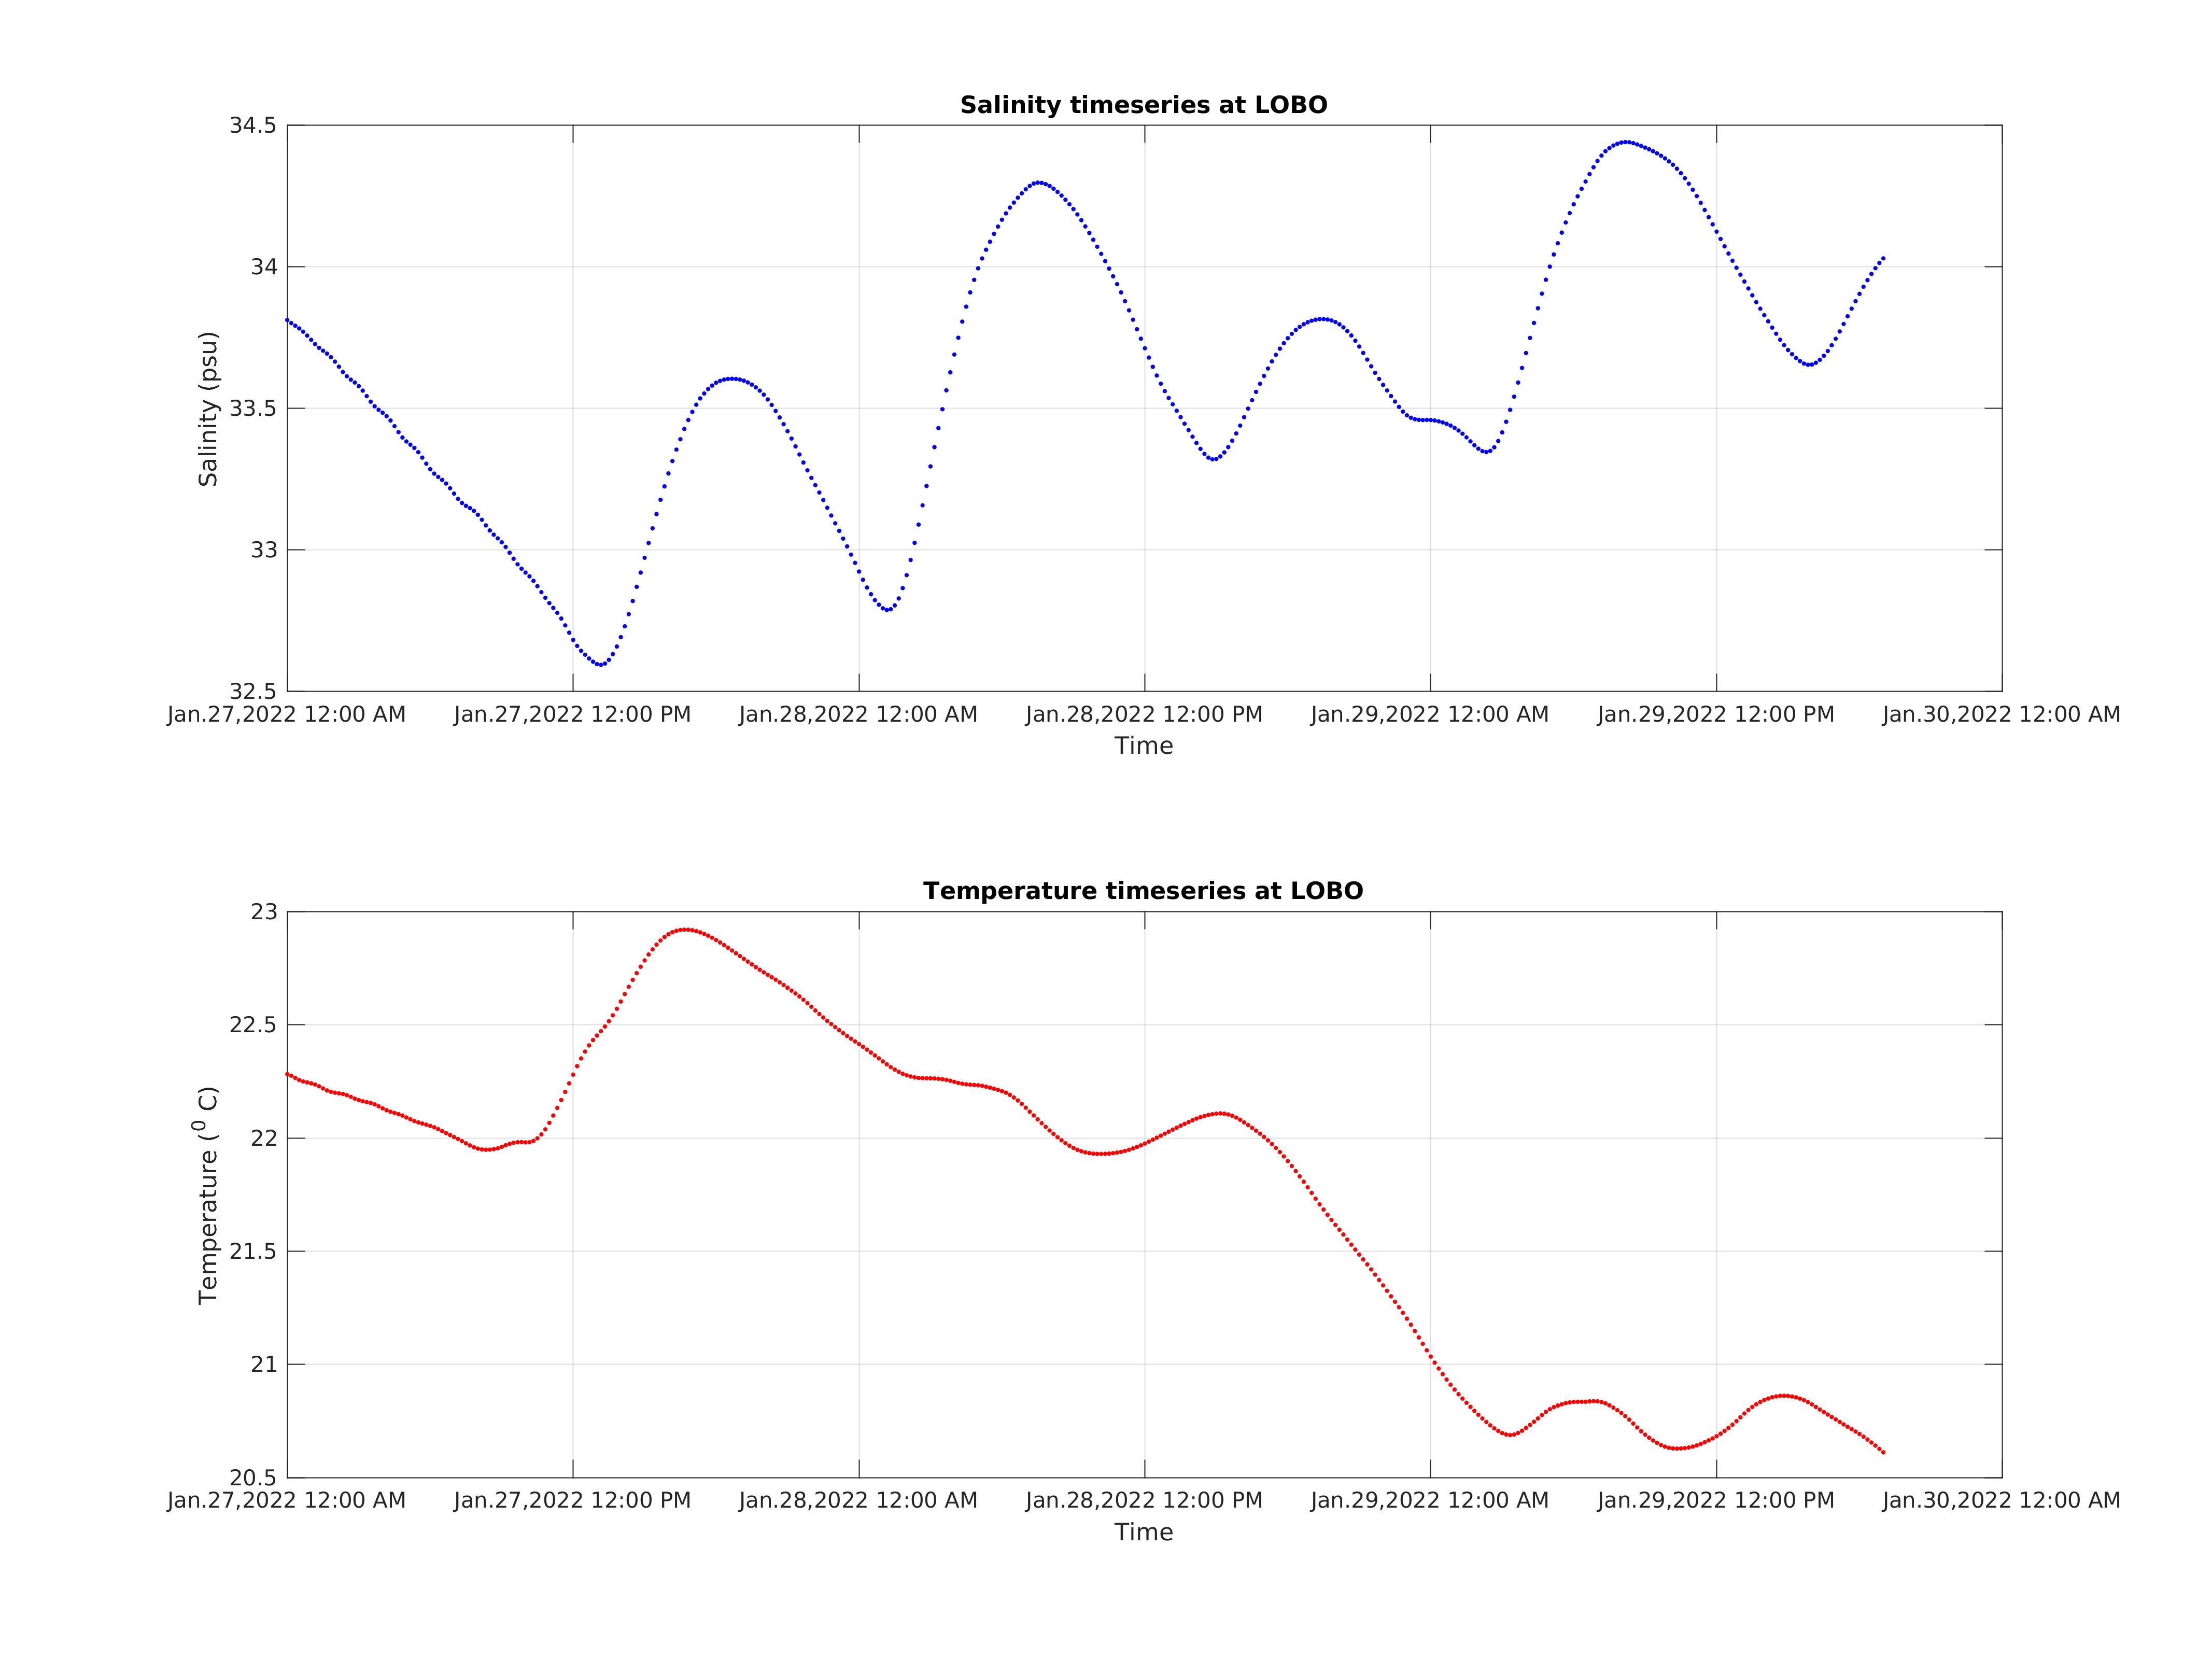 Salinity timeseries at LOBO
34.5
34
33.5
33
32.5
Salinity (psu)
Jan.27,2022 12:00 AM Jan.27,2022 12:00 PM Jan.28,2022 12:00 AM Jan.28,2022 12:00 PM Jan.29,2022 12:00 AM Jan.29,2022 12:00 PM Jan.30,2022 12:00 AM
Time
Temperature timeseries at LOBO
23
22.5
22
21.5
21
20.5
Temperature (⁰ C)
Jan.27,2022 12:00 AM Jan.27,2022 12:00 PM Jan.28,2022 12:00 AM Jan.28,2022 12:00 PM Jan.29,2022 12:00 AM Jan.29,2022 12:00 PM Jan.30,2022 12:00 AM
Time